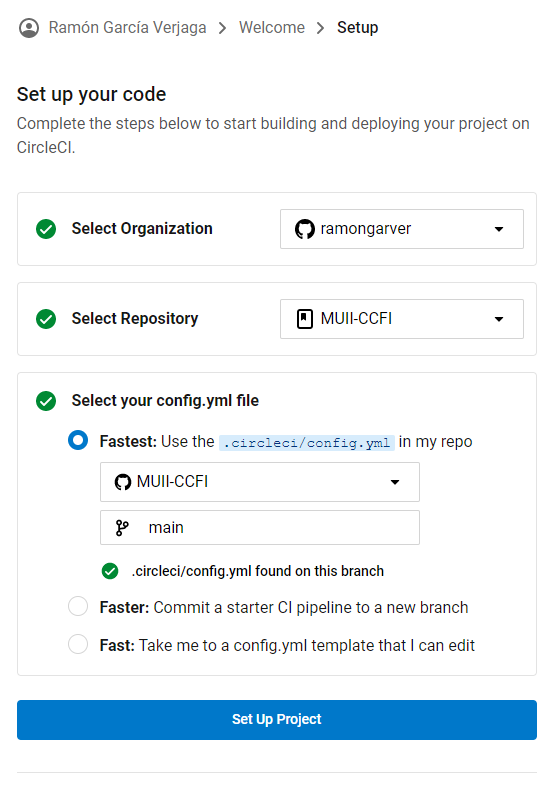 Ramón García Verjaga > Welcome > Setup
Set up your code
Complete the steps below to start building and deploying your project on
CircleCI.
Select Organization
ramongarver
Select Repository
MUII-CCFI
Select your config.yml file
Fastest: Use the .circleci/config.yml in my repo
MUII-CCFI
main
.circleci/config.yml found on this branch
Faster: Commit a starter CI pipeline to a new branch
Fast: Take me to a config.yml template that I can edit
Set Up Project